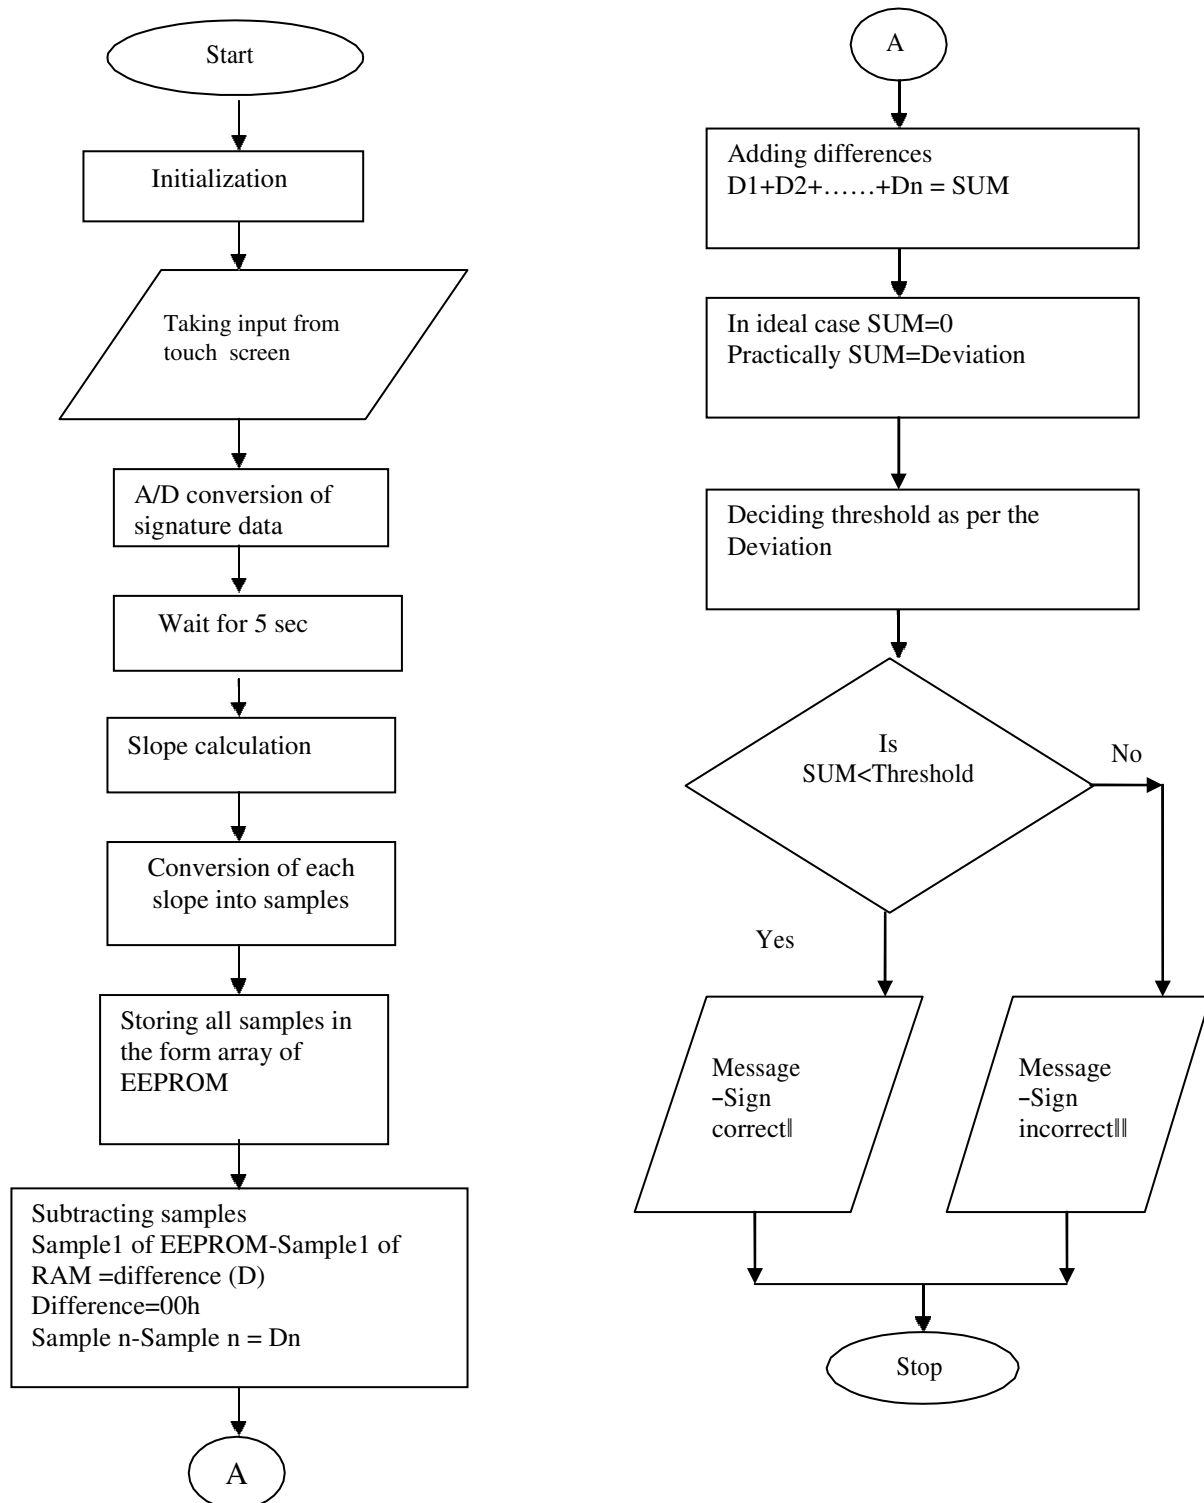 Start
Initialization
Taking input from
touch screen
A/D conversion of
signature data
Wait for 5 sec
Slope calculation
Conversion of each
slope into samples
Storing all samples in
the form array of
EEPROM
Subtracting samples
Sample1 of EEPROM-Sample1 of
RAM =difference (D)
Difference=00h
Sample n-Sample n = Dn
A
A
Adding differences
D1+D2+……+Dn = SUM
In ideal case SUM=0
Practically SUM=Deviation
Deciding threshold as per the
Deviation
Is
SUM<Threshold
No
Yes
Message
–Sign
correct‖
Message
–Sign
incorrect‖‖
Stop